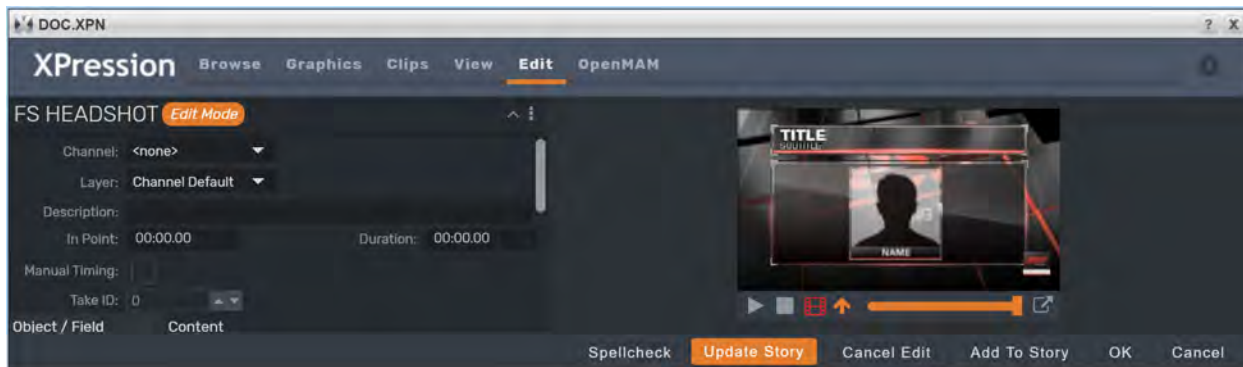 DOC.XPN ? X
XPression Browse Graphics Clips View Edit OpenMAM
FS HEADSHOT Edit Mode
Channel: <none>
Layer: Channel Default
Description:
In Point: 00:00.00 Duration: 00:00.00
Manual Timing:
Take ID: 0
Object / Field Content
TITLE
SUBTITLE
NAME
Spellcheck Update Story Cancel Edit Add To Story OK Cancel